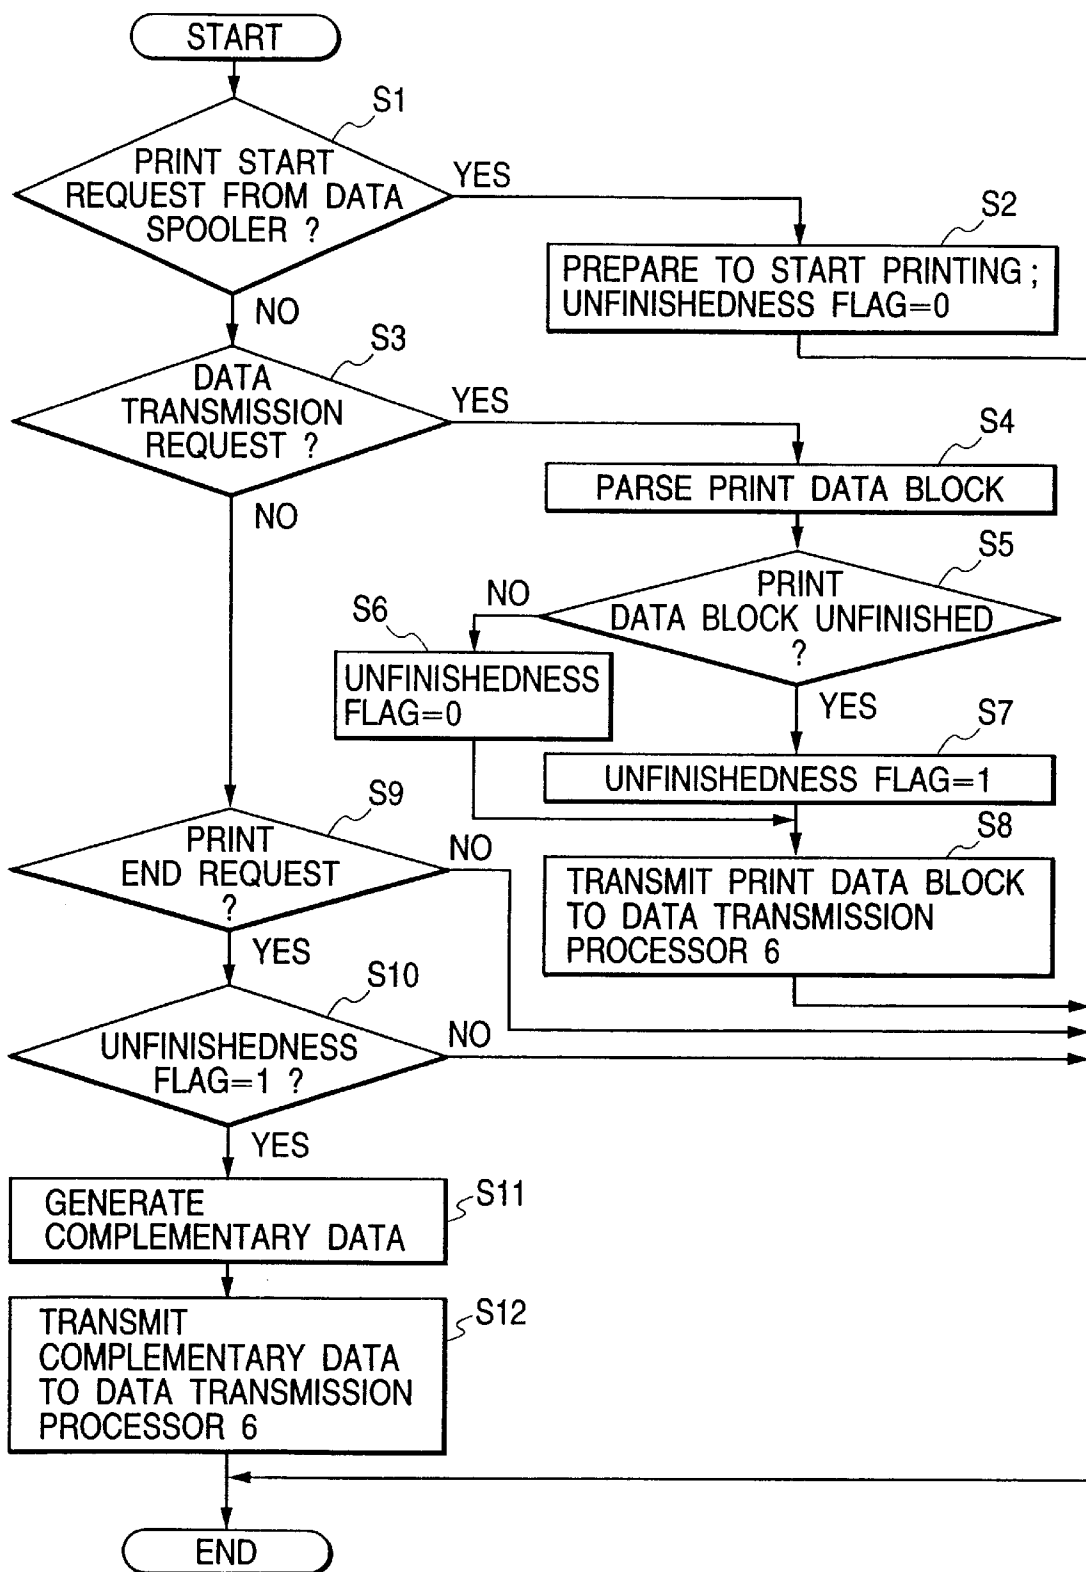 START
S1
PRINT START
REQUEST FROM DATA
SPOOLER ?
YES
NO
S2
PREPARE TO START PRINTING ;
UNFINISHEDNESS FLAG=0
S3
DATA
TRANSMISSION
REQUEST ?
YES
NO
S4
PARSE PRINT DATA BLOCK
S5
PRINT
DATA BLOCK UNFINISHED
?
NO
YES
S6
UNFINISHEDNESS
FLAG=0
S7
UNFINISHEDNESS FLAG=1
S8
TRANSMIT PRINT DATA BLOCK
TO DATA TRANSMISSION
PROCESSOR 6
S9
PRINT
END REQUEST
?
NO
YES
S10
UNFINISHEDNESS
FLAG=1 ?
NO
YES
S11
GENERATE
COMPLEMENTARY DATA
S12
TRANSMIT
COMPLEMENTARY DATA
TO DATA TRANSMISSION
PROCESSOR 6
END